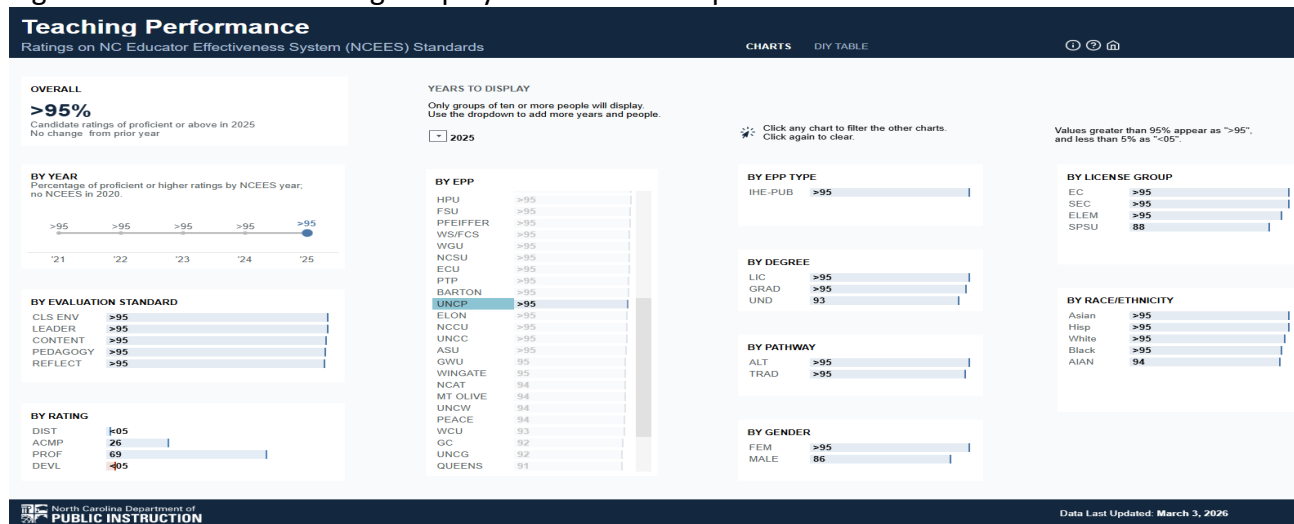 Teaching Performance
Ratings on NC Educator Effectiveness System (NCEES) Standards
CHARTS DIY TABLE
OVERALL
>95%
Candidate ratings of proficient or above in 2025
No change from prior year
YEARS TO DISPLAY
Only groups of ten or more people will display.
Use the dropdown to add more years and people.
2025
Click any chart to filter the other charts.
Click again to clear.
Values greater than 95% appear as ">95",
and less than 5% as "<05".
BY YEAR
Percentage of proficient or higher ratings by NCEES year;
no NCEES in 2020.
>95 >95 >95 >95 >95
'21 '22 '23 '24 '25
BY EVALUATION STANDARD
CLS ENV >95
LEADER >95
CONTENT >95
PEDAGOGY >95
REFLECT >95
BY RATING
DIST <05
ACMP 26
PROF 69
DEVL <05
BY EPP
HPU >95
FSU >95
PFEIFFER >95
WS/FCS >95
WGU >95
NCSU >95
ECU >95
PTP >95
BARTON >95
UNCP >95
ELON >95
NCCU >95
UNCC >95
ASU >95
GWU 95
WINGATE 95
NCAT 94
MT OLIVE 94
UNCW 94
PEACE 94
WCU 93
GC 92
UNCG 92
QUEENS 91
BY EPP TYPE
IHE-PUB >95
BY DEGREE
LIC >95
GRAD >95
UND 93
BY PATHWAY
ALT >95
TRAD >95
BY GENDER
FEM >95
MALE 86
BY LICENSE GROUP
EC >95
SEC >95
ELEM >95
SPSU 88
BY RACE/ETHNICITY
Asian >95
Hisp >95
White >95
Black >95
AIAN 94
North Carolina Department of
PUBLIC INSTRUCTION
Data Last Updated: March 3, 2026